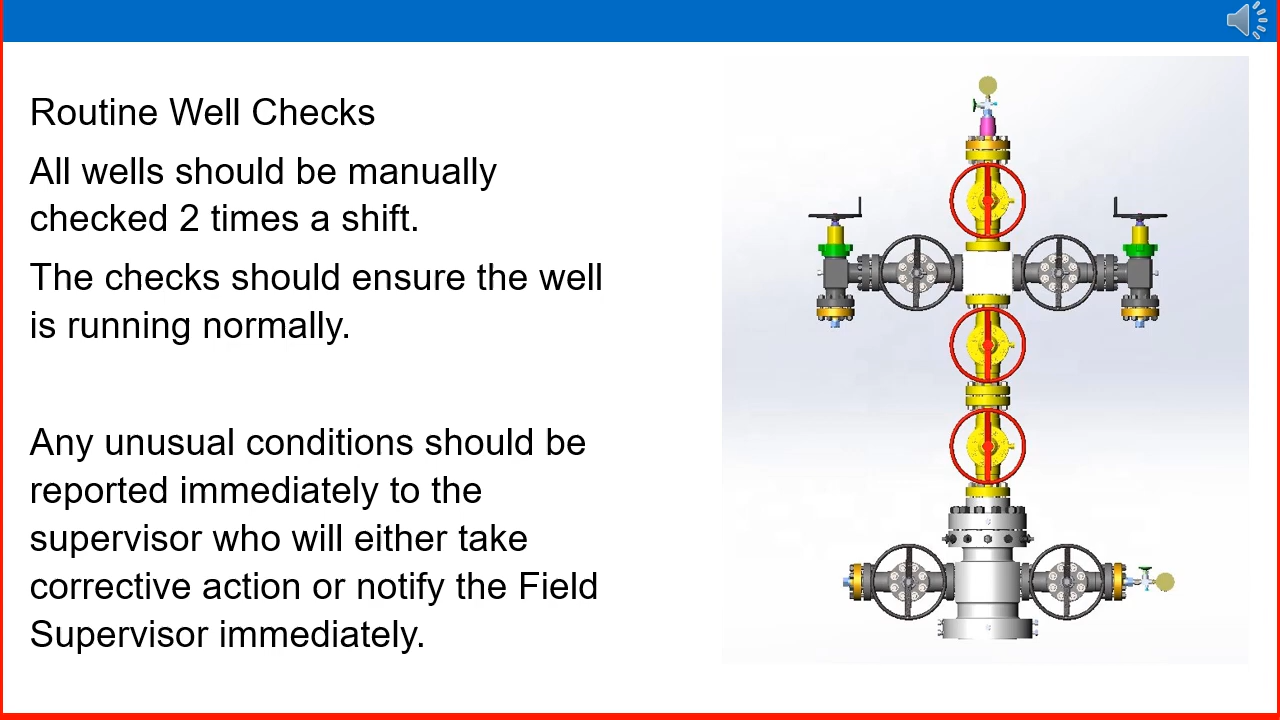 Routine Well Checks
All wells should be manually
checked 2 times a shift.
The checks should ensure the well
is running normally.
Any unusual conditions should be
reported immediately to the
supervisor who will either take
corrective action or notify the Field
Supervisor immediately.